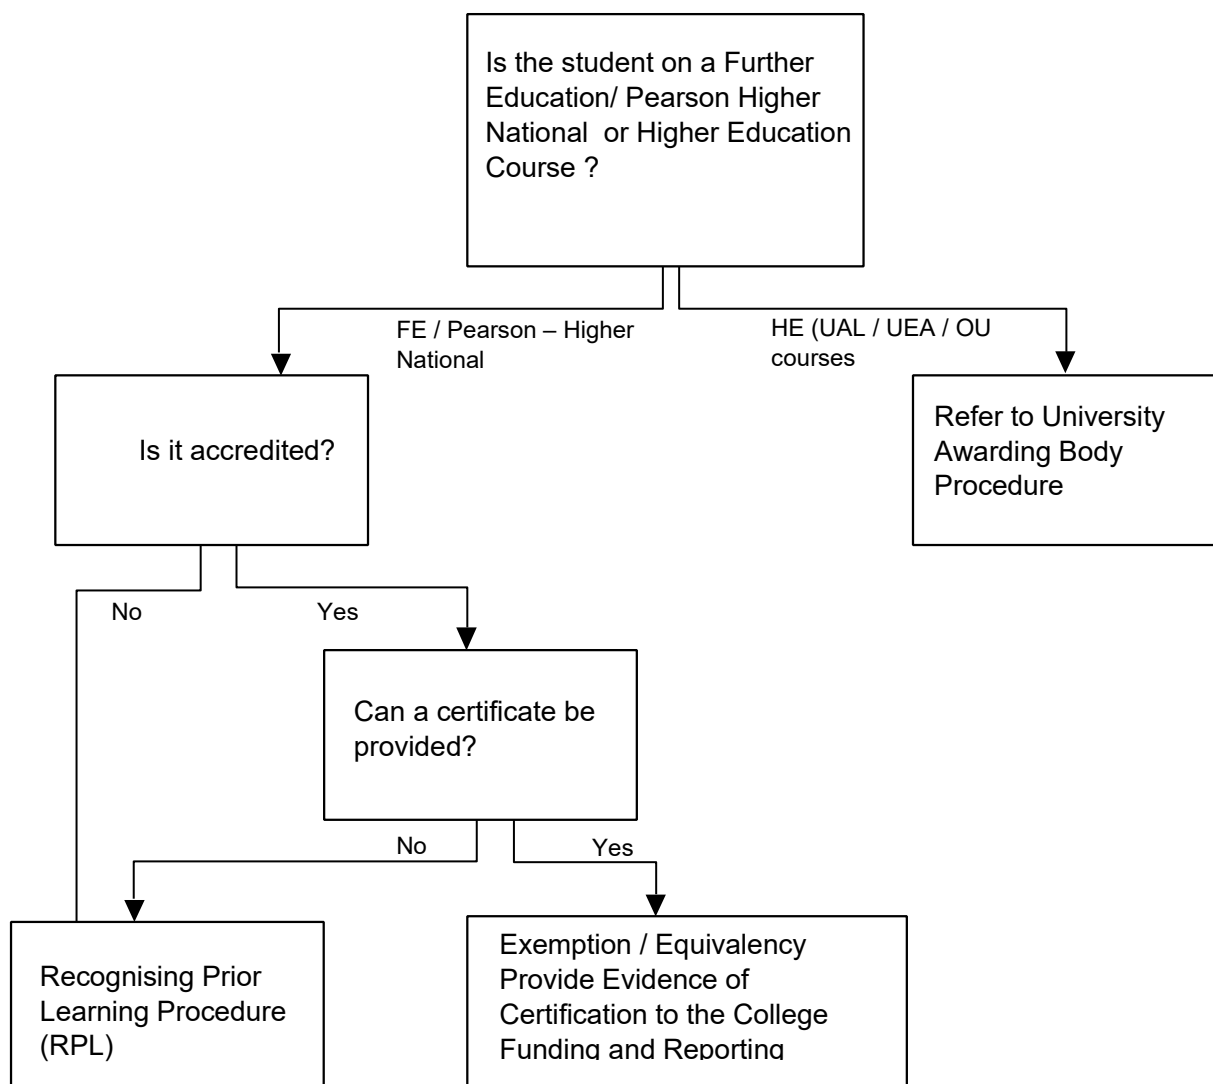 Is the student on a Further
Education/ Pearson Higher
National  or Higher Education
Course ?
FE / Pearson – Higher
National
HE (UAL / UEA / OU
courses
Is it accredited?
Refer to University
Awarding Body
Procedure
No
Yes
Can a certificate be
provided?
No
Yes
Recognising Prior
Learning Procedure
(RPL)
Exemption / Equivalency
Provide Evidence of
Certification to the College
Funding and Reporting